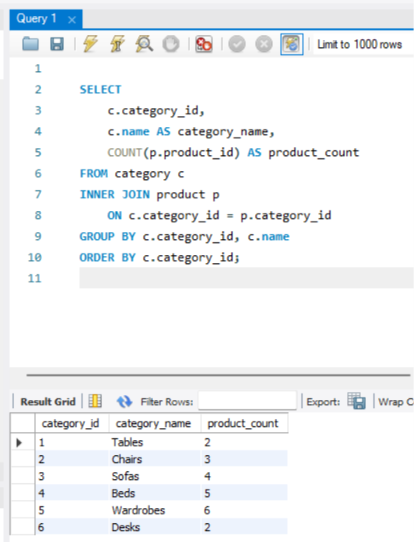 Query 1 ×
Limit to 1000 rows
1
2 SELECT
3 c.category_id,
4 c.name AS category_name,
5 COUNT(p.product_id) AS product_count
6 FROM category c
7 INNER JOIN product p
8 ON c.category_id = p.category_id
9 GROUP BY c.category_id, c.name
10 ORDER BY c.category_id;
11
Result Grid Filter Rows: Export: Wrap C
category_id category_name product_count
1 Tables 2
2 Chairs 3
3 Sofas 4
4 Beds 5
5 Wardrobes 6
6 Desks 2